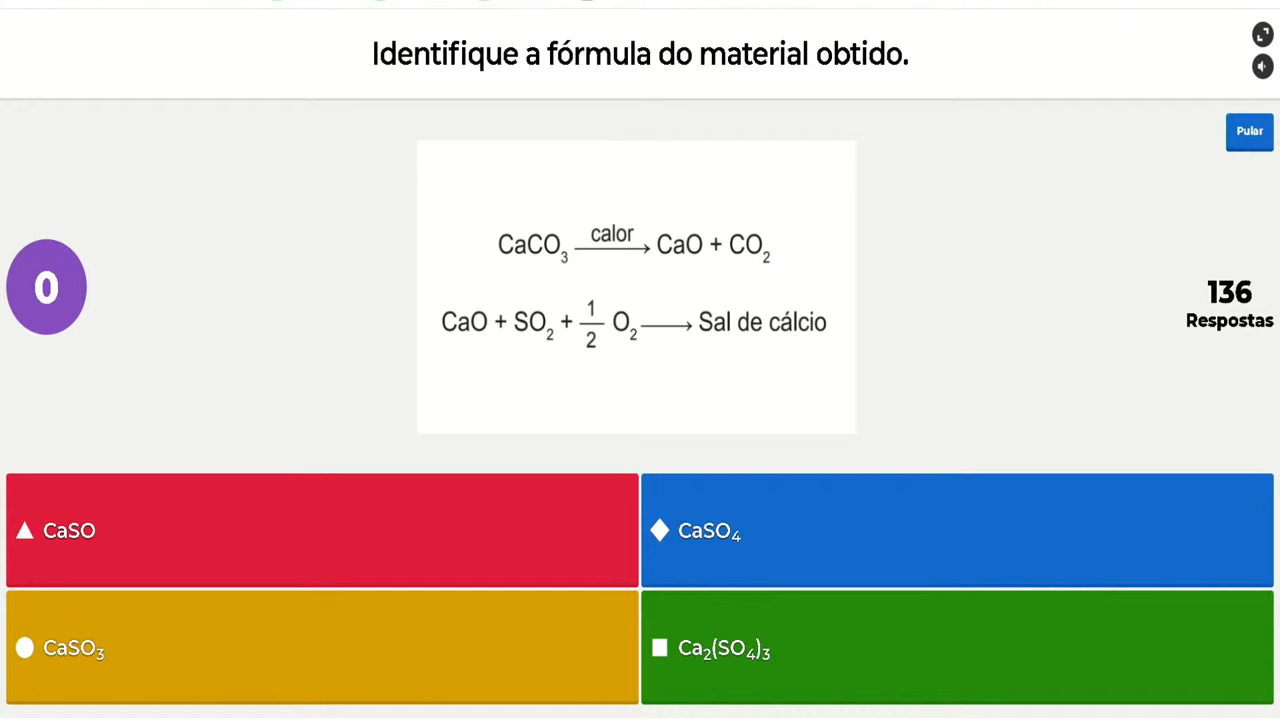 Identifique a fórmula do material obtido.
Pular
CaCO₃ calor → CaO + CO₂
0
136
Respostas
CaO + SO₂ + 1/2 O₂ → Sal de cálcio
CaSO
CaSO₄
CaSO₃
Ca₂(SO₄)₃